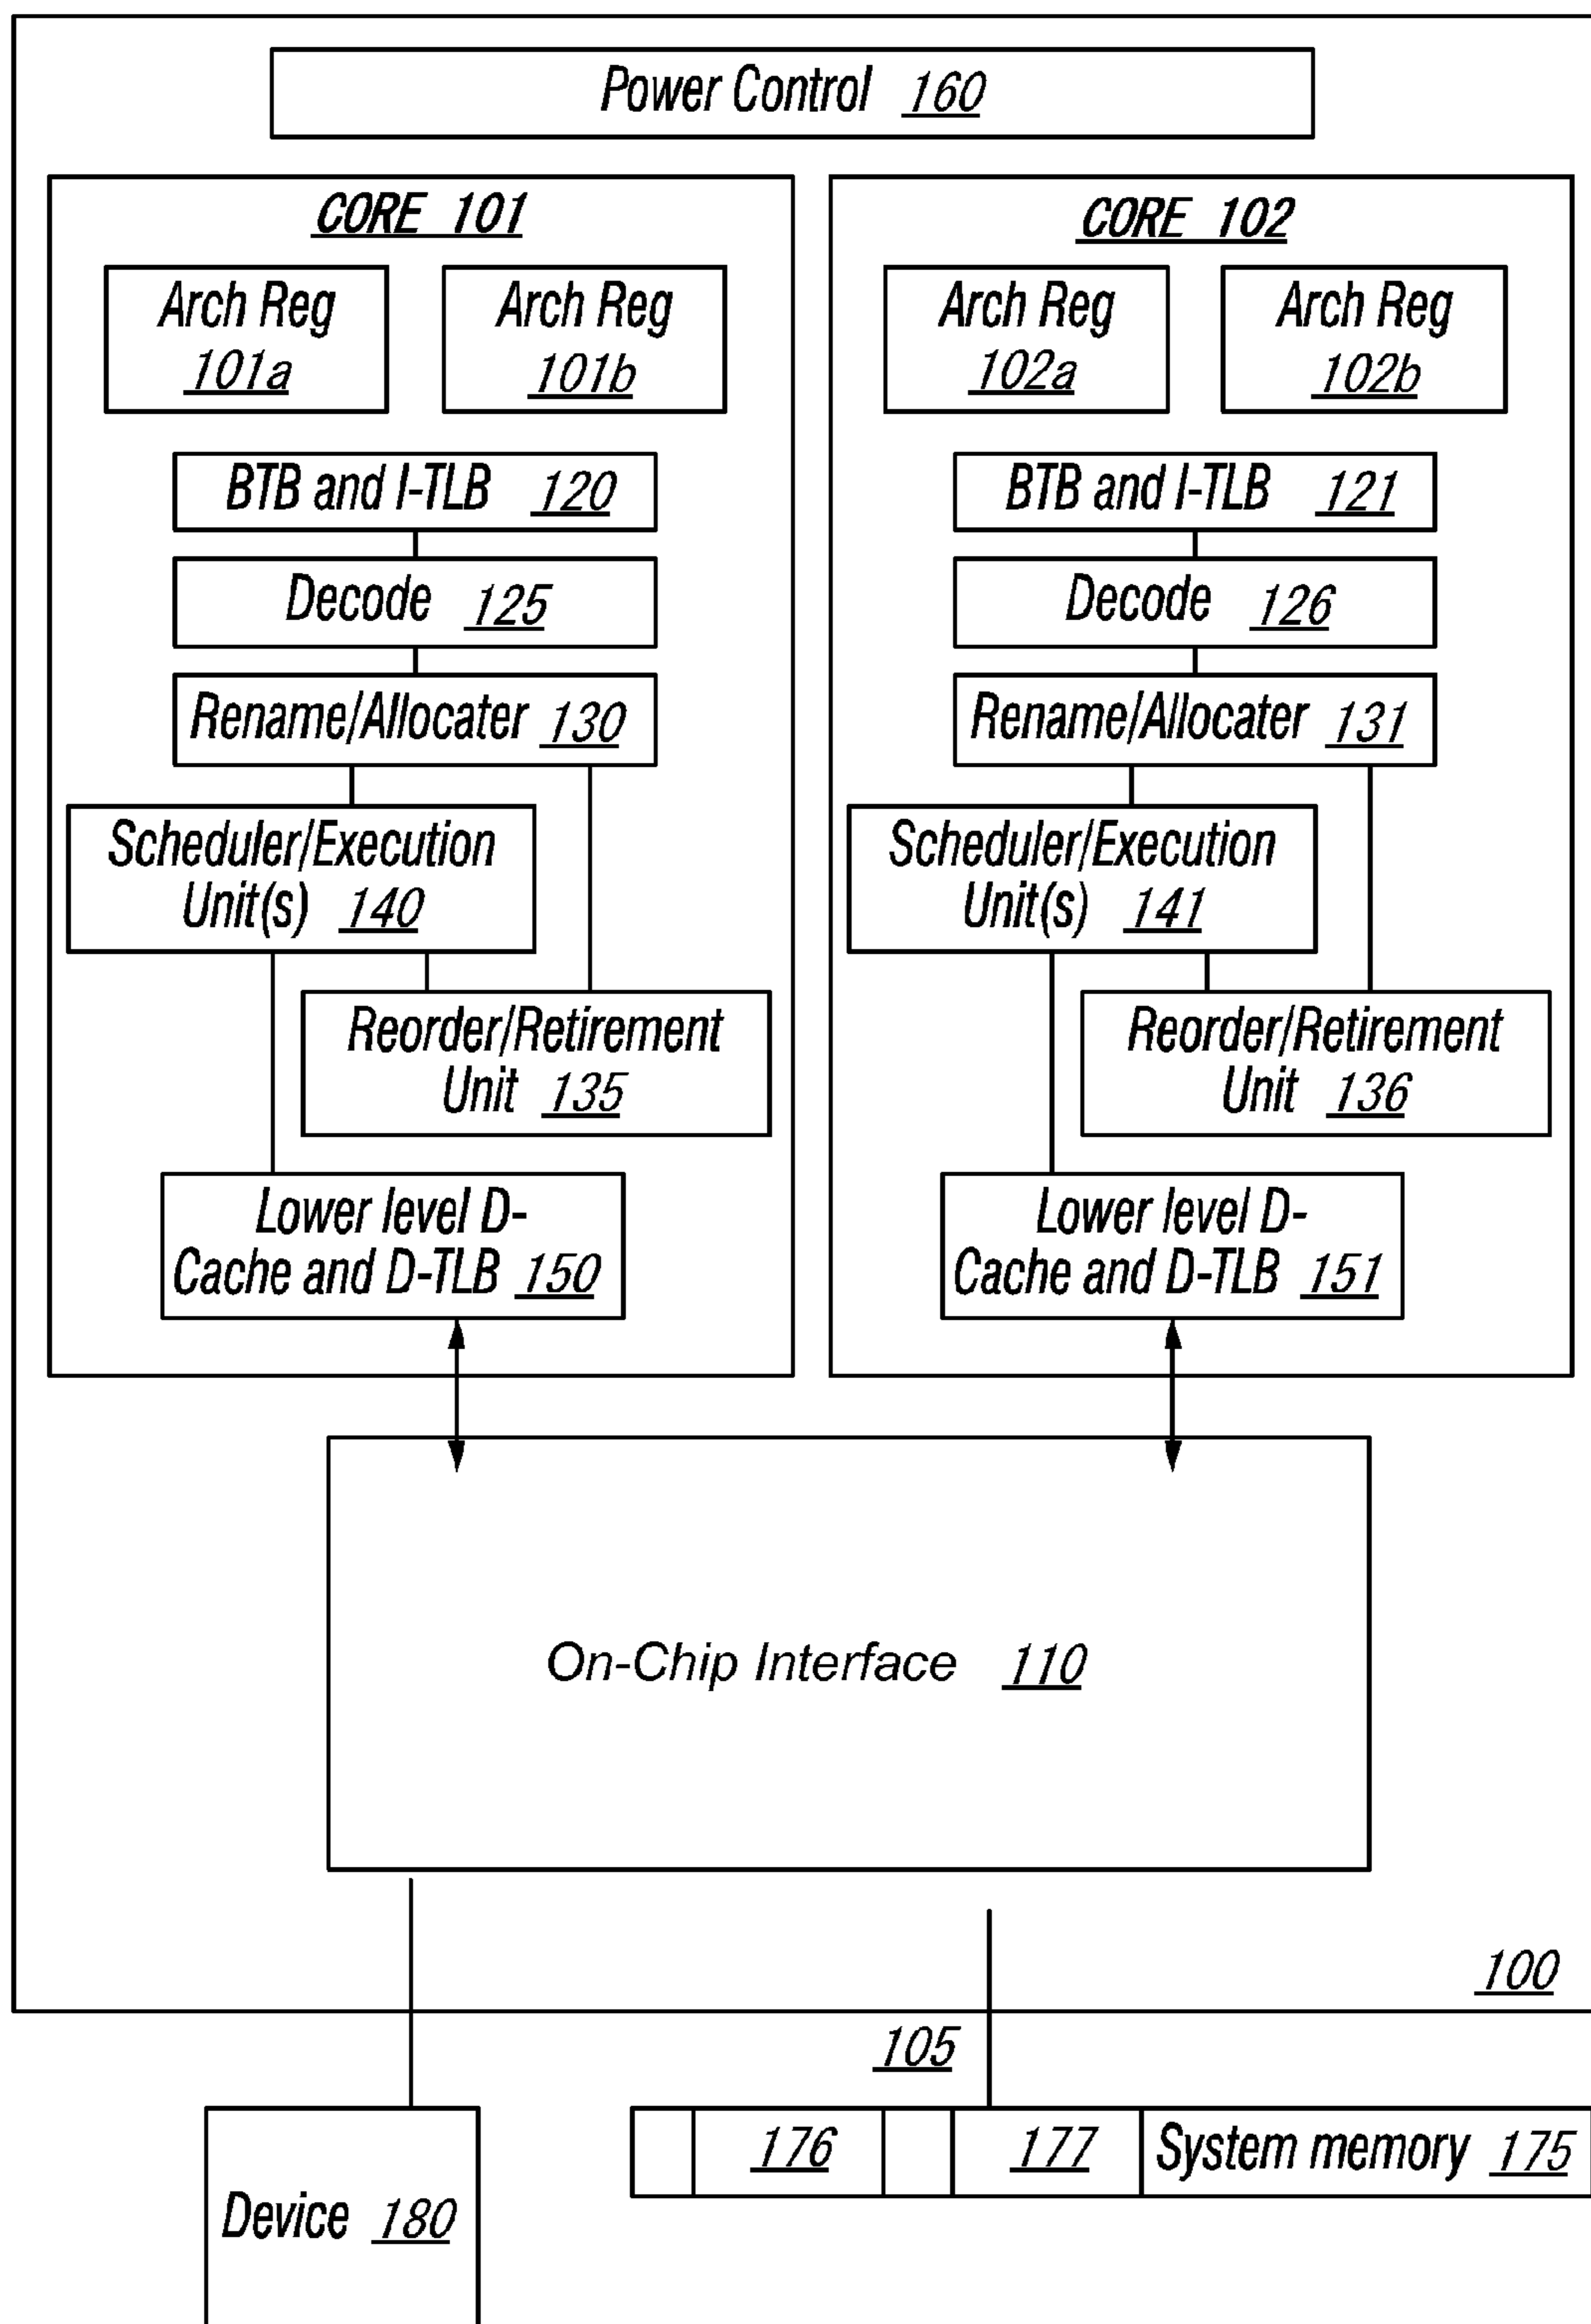 Power Control 160
CORE 101
Arch Reg
101a
Arch Reg
101b
BTB and I-TLB 120
Decode 125
Rename/Allocater 130
Scheduler/Execution
Unit(s) 140
Reorder/Retirement
Unit 135
Lower level D-
Cache and D-TLB 150
CORE 102
Arch Reg
102a
Arch Reg
102b
BTB and I-TLB 121
Decode 126
Rename/Allocater 131
Scheduler/Execution
Unit(s) 141
Reorder/Retirement
Unit 136
Lower level D-
Cache and D-TLB 151
On-Chip Interface 110
100
105
176
177
System memory 175
Device 180